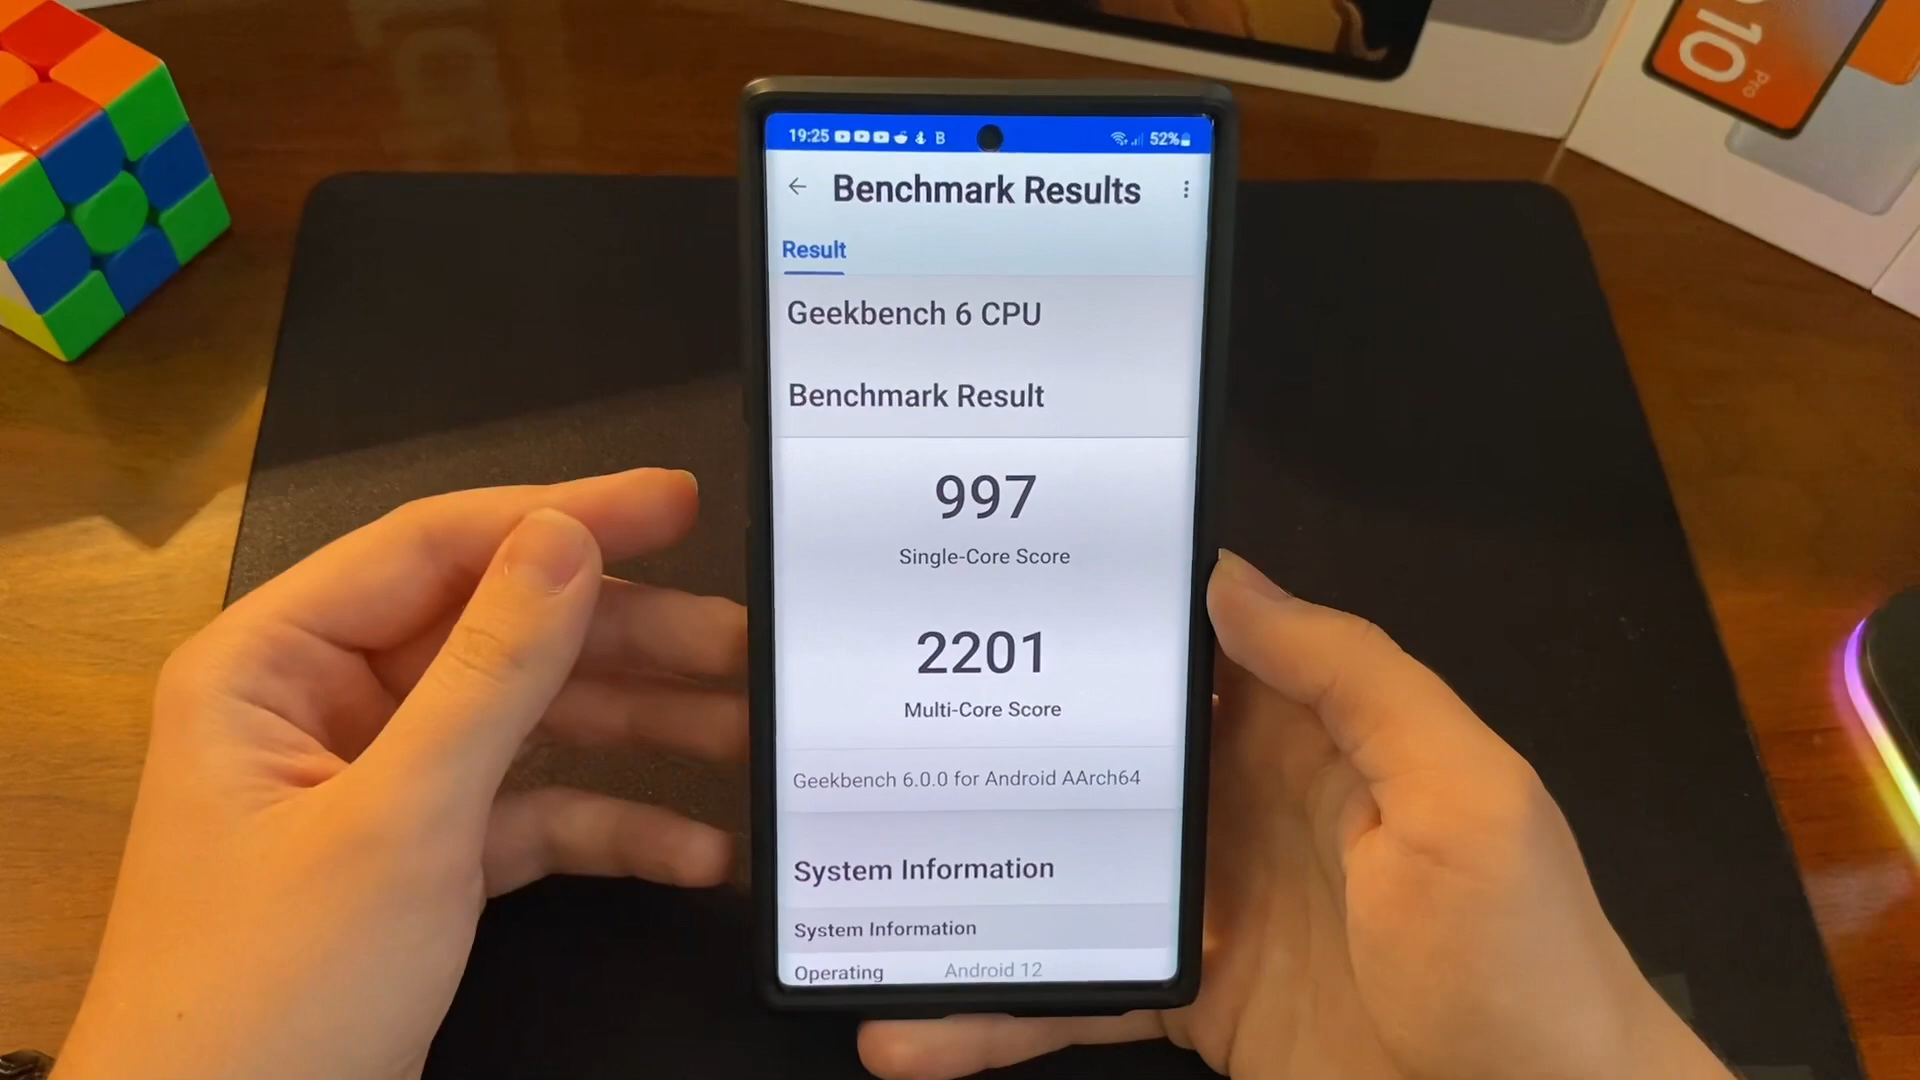 10
Pro
19:25
B
52%
Benchmark Results
Result
Geekbench 6 CPU
Benchmark Result
997
Single-Core Score
2201
Multi-Core Score
Geekbench 6.0.0 for Android AArch64
System Information
System Information
Operating Android 12